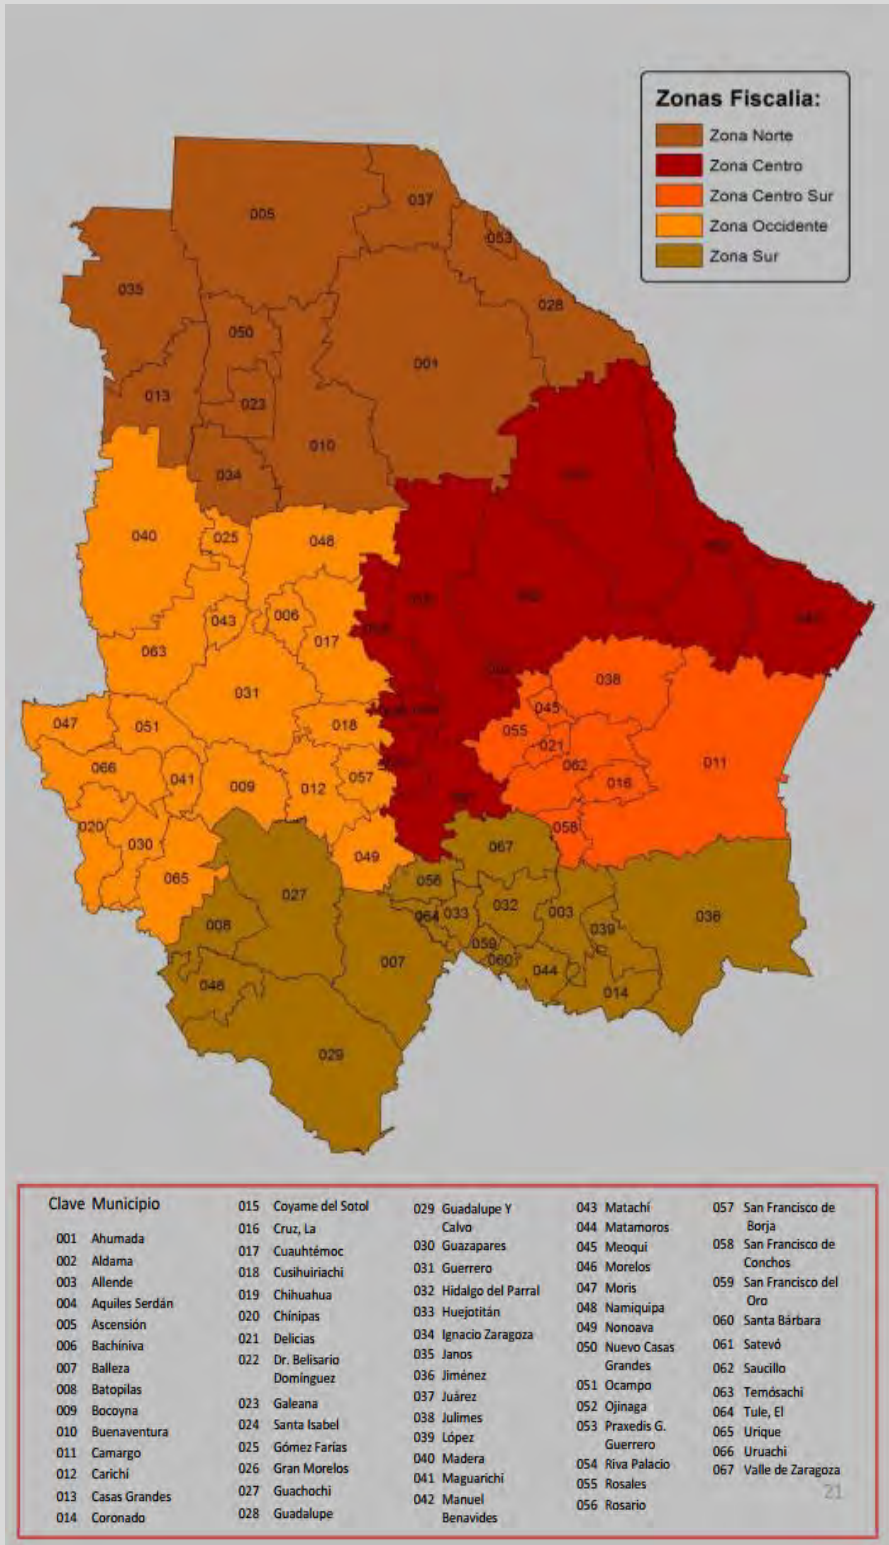 Zonas Fiscalia:
Zona Norte
Zona Centro
Zona Centro Sur
Zona Occidente
Zona Sur
005
037
053
035
028
050
001
013
023
010
034
040
025
048
043
006
017
063
031
038
047
051
018
045
055
021
011
066
041
009
012
057
062
016
020
030
058
065
049
067
027
056
008
064
033
032
003
039
036
059
060
007
044
046
014
029
Clave Municipio
001 Ahumada
002 Aldama
003 Allende
004 Aquiles Serdán
005 Ascensión
006 Bachíniva
007 Balleza
008 Batopilas
009 Bocoyna
010 Buenaventura
011 Camargo
012 Carichí
013 Casas Grandes
014 Coronado
015 Coyame del Sotol
016 Cruz, La
017 Cuauhtémoc
018 Cusihuiriachi
019 Chihuahua
020 Chínipas
021 Delicias
022 Dr. Belisario
Domínguez
023 Galeana
024 Santa Isabel
025 Gómez Farías
026 Gran Morelos
027 Guachochi
028 Guadalupe
029 Guadalupe Y
Calvo
030 Guazapares
031 Guerrero
032 Hidalgo del Parral
033 Huejotitán
034 Ignacio Zaragoza
035 Janos
036 Jiménez
037 Juárez
038 Julimes
039 López
040 Madera
041 Maguarichi
042 Manuel
Benavides
043 Matachí
044 Matamoros
045 Meoqui
046 Morelos
047 Moris
048 Namiquipa
049 Nonoava
050 Nuevo Casas
Grandes
051 Ocampo
052 Ojinaga
053 Praxedis G.
Guerrero
054 Riva Palacio
055 Rosales
056 Rosario
057 San Francisco de
Borja
058 San Francisco de
Conchos
059 San Francisco del
Oro
060 Santa Bárbara
061 Satevó
062 Saucillo
063 Temósachi
064 Tule, El
065 Urique
066 Uruachi
067 Valle de Zaragoza
21